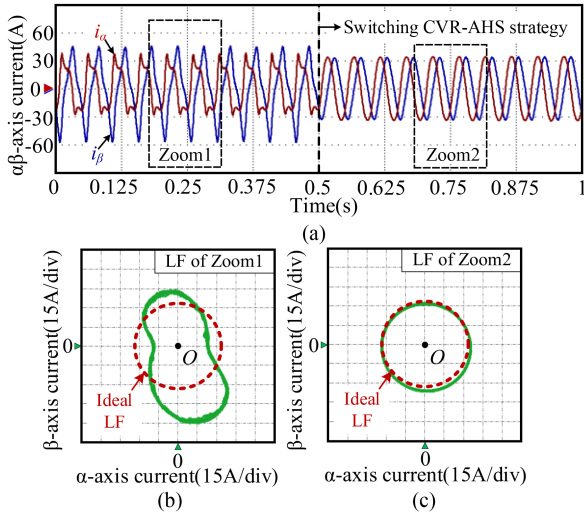 αβ-axis current(A)
60
30
0
-30
-60
iα
iβ
Switching CVR-AHS strategy
Zoom1
Zoom2
0 0.125 0.25 0.375 0.5 0.625 0.75 0.875 1
Time(s)
(a)
β-axis current(15A/div)
LF of Zoom1
0
O
Ideal
LF
0
α-axis current(15A/div)
(b)
β-axis current(15A/div)
LF of Zoom2
0
O
Ideal
LF
0
α-axis current(15A/div)
(c)